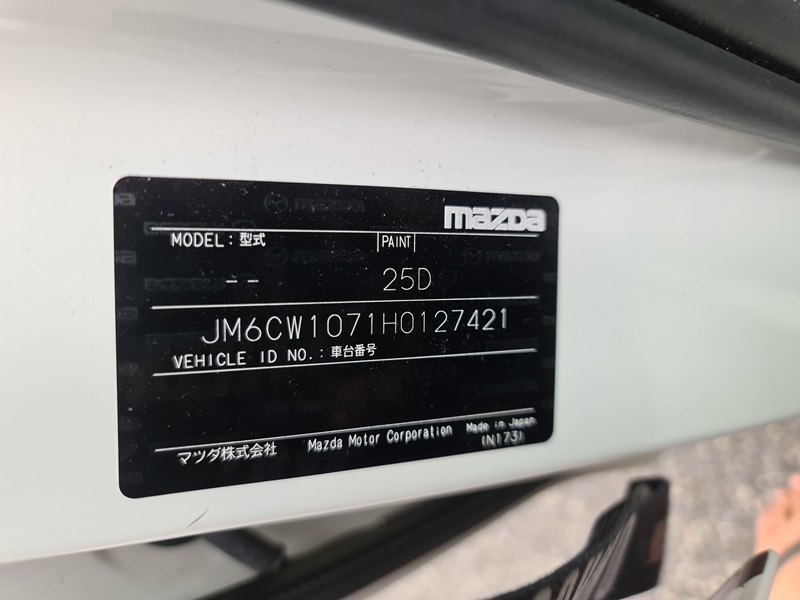 mazda
MODEL：型式 |PAINT|
-- 25D
JM6CW1071H0127421
VEHICLE ID NO.：車台番号
マツダ株式会社 Mazda Motor Corporation Made in Japan
(N173)